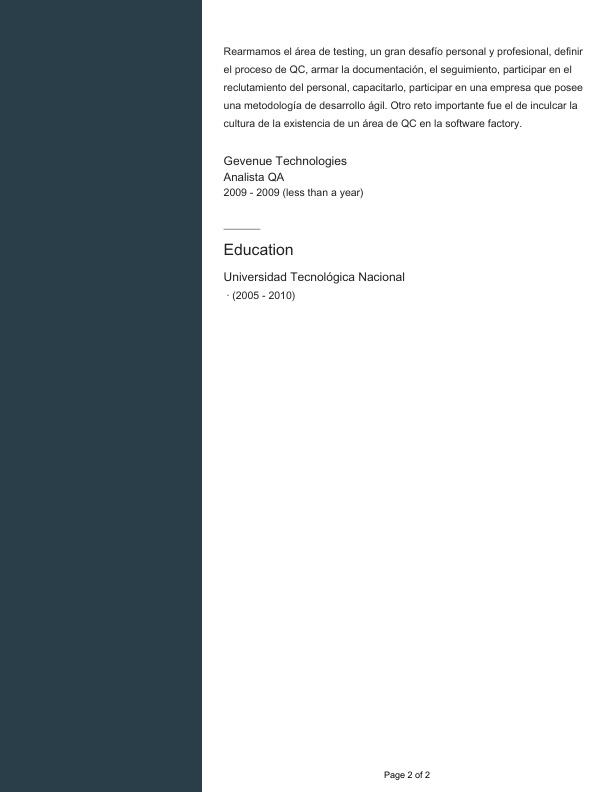 Rearmamos el área de testing, un gran desafío personal y profesional, definir
el proceso de QC, armar la documentación, el seguimiento, participar en el
reclutamiento del personal, capacitarlo, participar en una empresa que posee
una metodología de desarrollo ágil. Otro reto importante fue el de inculcar la
cultura de la existencia de un área de QC en la software factory.
Gevenue Technologies
Analista QA
2009 - 2009 (less than a year)
Education
Universidad Tecnológica Nacional
· (2005 - 2010)
Page 2 of 2